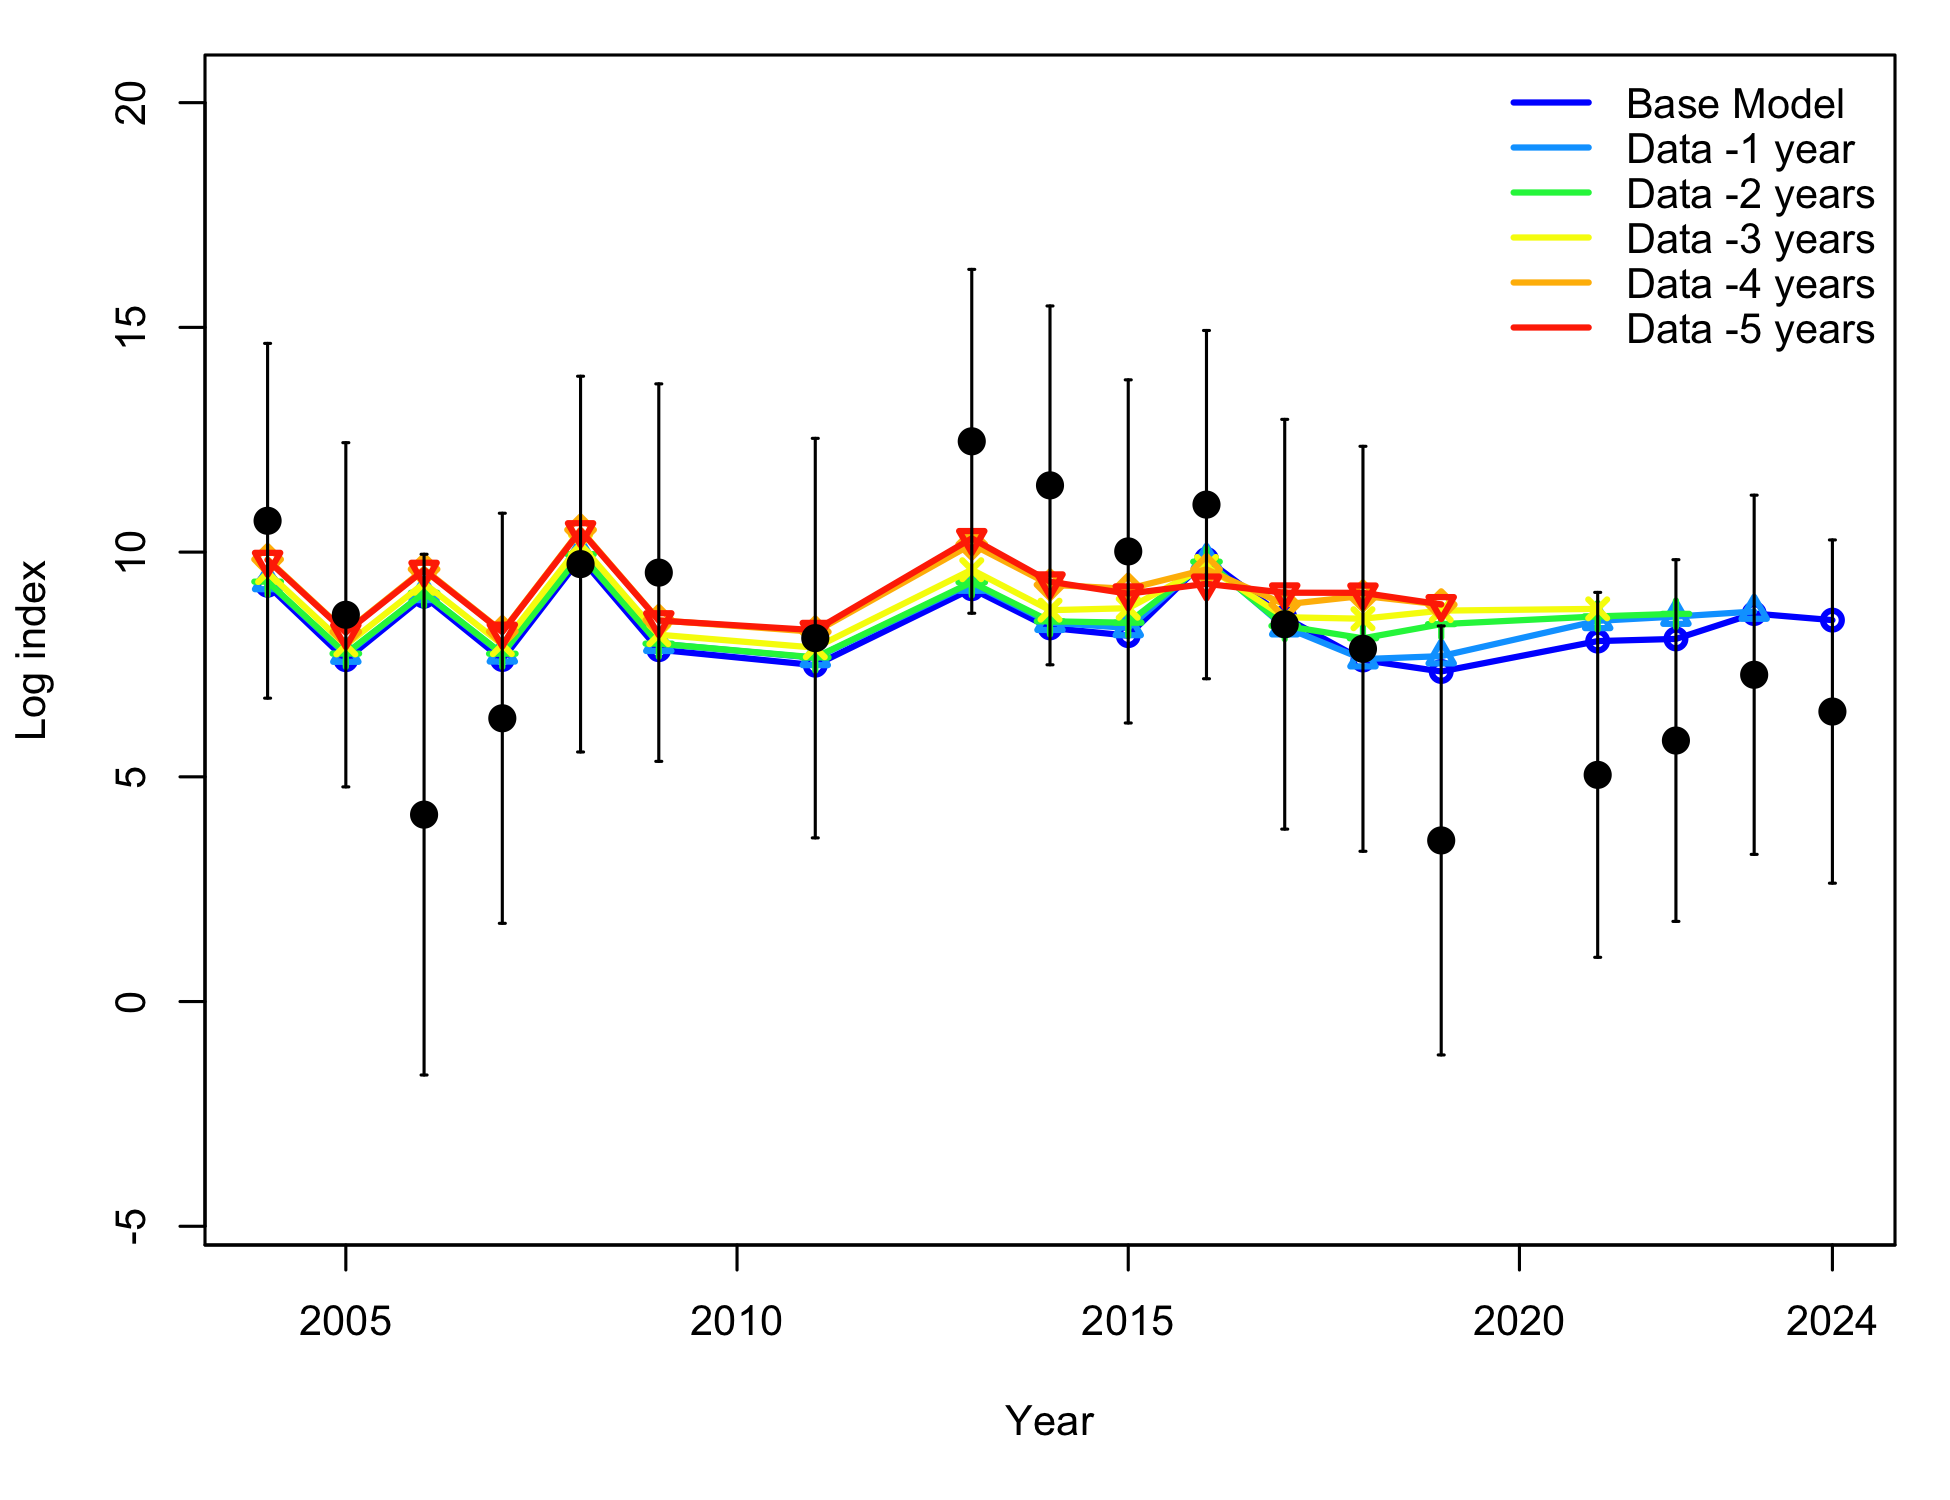 Base Model
Data -1 year
Data -2 years
Data -3 years
Data -4 years
Data -5 years
Log index
20
15
10
5
0
-5
2005 2010 2015 2020 2024
Year